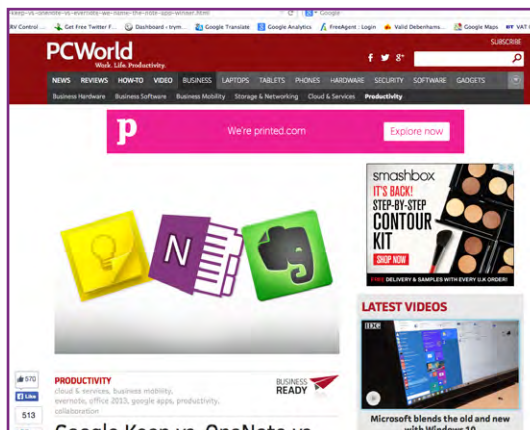 keep-vs-onenote-vs-evernote-we-name-the-note-app-winner.html
Google
RV Control ...
Get Free Twitter F...
Dashboard - trym...
Google Translate
Google Analytics
FreeAgent : Login
Valid Debenhams...
Google Maps
BT VAT
SUBSCRIBE
PCWorld
Work. Life. Productivity.
NEWS REVIEWS HOW-TO VIDEO BUSINESS LAPTOPS TABLETS PHONES HARDWARE SECURITY SOFTWARE GADGETS
Business Hardware Business Software Business Mobility Storage & Networking Cloud & Services Productivity
p
We're printed.com
Explore now
smashbox
IT'S BACK!
STEP-BY-STEP
CONTOUR
KIT
SHOP NOW
FREE DELIVERY & SAMPLES WITH EVERY U.K ORDER!
N
LATEST VIDEOS
IDG
570
Like
513
PRODUCTIVITY
cloud & services, business mobility,
evernote, office 2013, google apps, productivity,
collaboration
BUSINESS
READY
Google Keep vs. OneNote vs.
Microsoft blends the old and new
with Windows 10